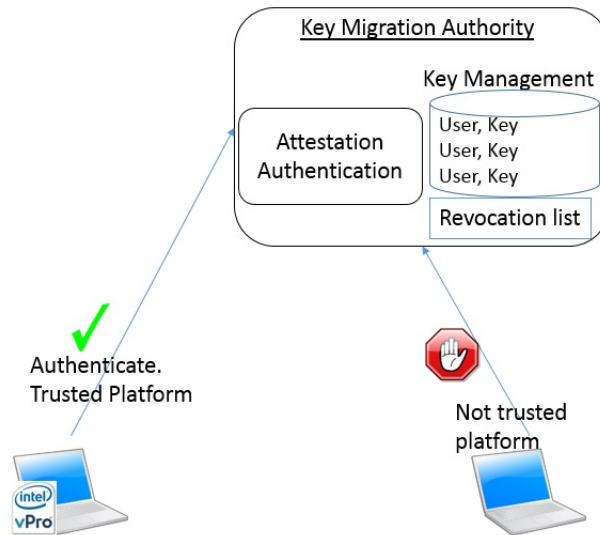 Key Migration Authority
Key Management
User, Key
User, Key
User, Key
Attestation
Authentication
Revocation list
Authenticate.
Trusted Platform
Not trusted
platform
intel
vPro